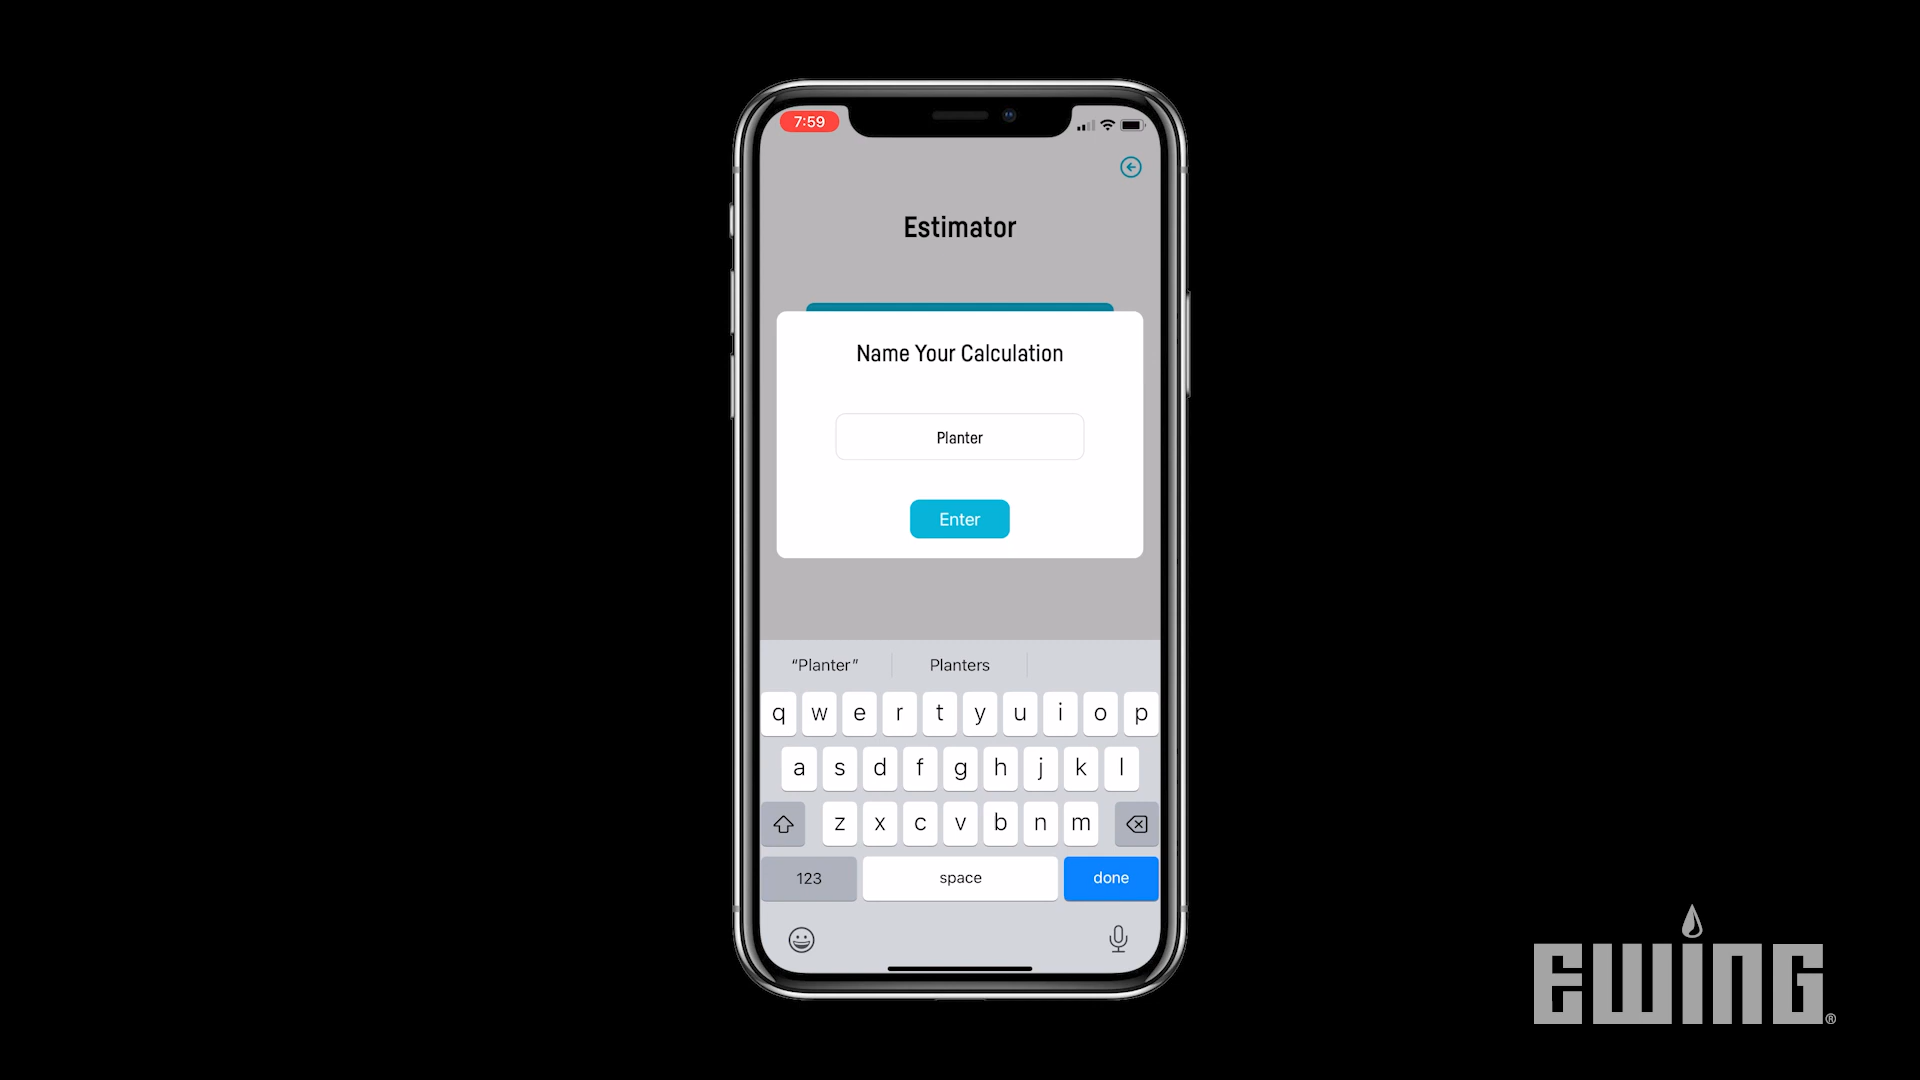 7:59
Estimator
Name Your Calculation
Planter
Enter
“Planter” Planters
q w e r t y u i o p
a s d f g h j k l
z x c v b n m
123 space done
EWING®